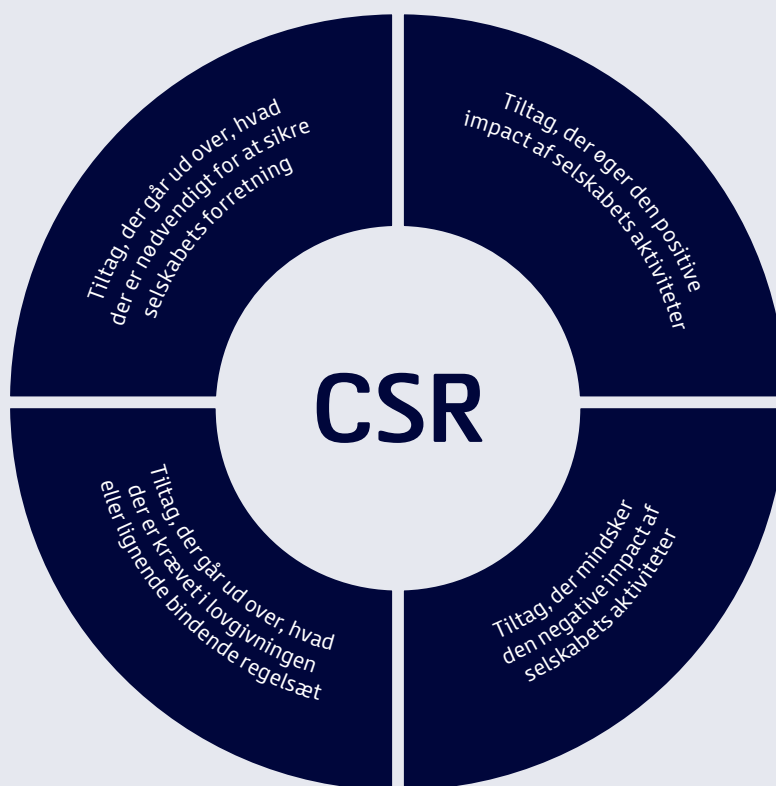 Tiltag, der går ud over, hvad
der er nødvendigt for at sikre
selskabets forretning
Tiltag, der øger den positive
impact af selskabets aktiviteter
CSR
Tiltag, der går ud over, hvad
der er krævet i lovgivningen
eller lignende bindende regelsæt
Tiltag, der mindsker
den negative impact af
selskabets aktiviteter